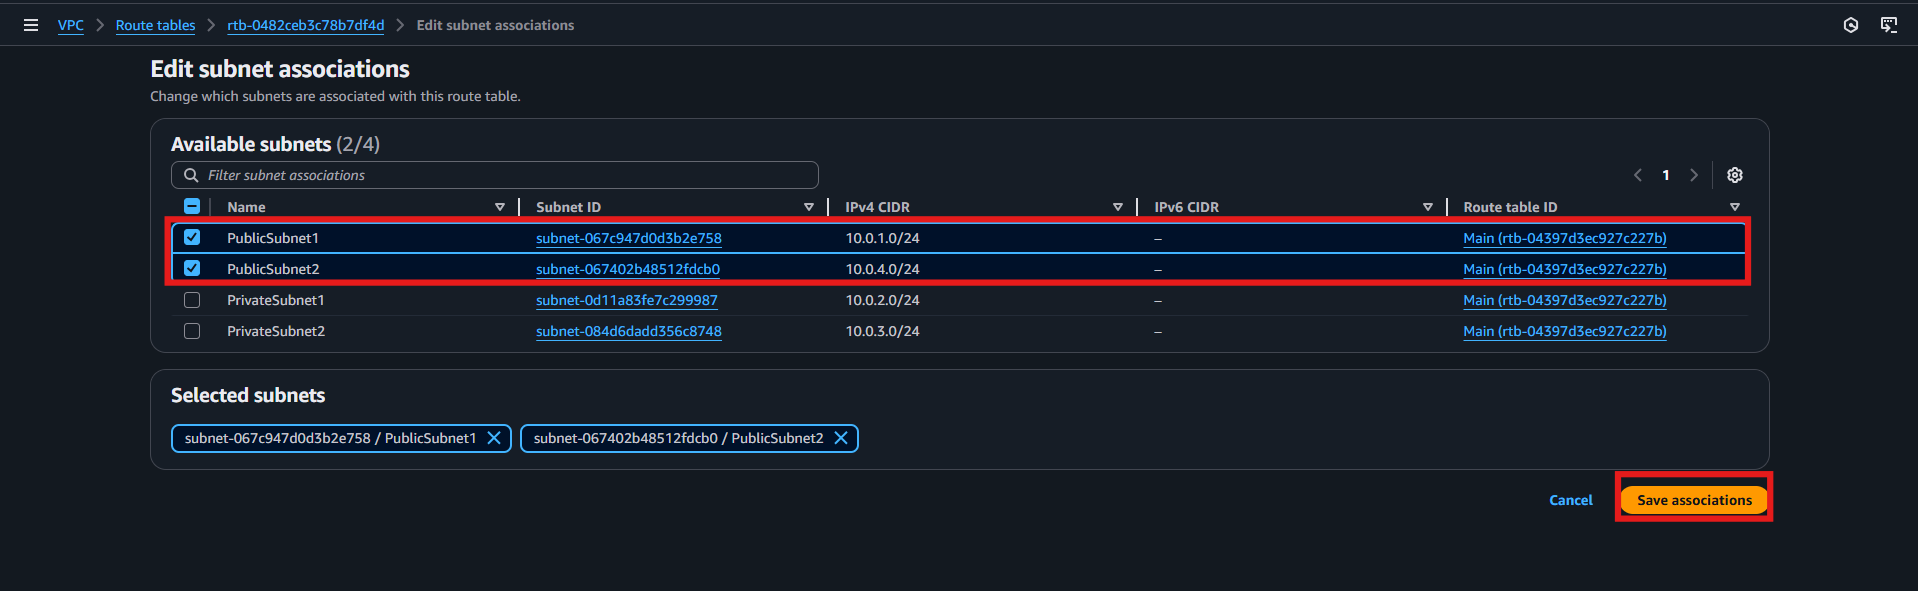 VPC > Route tables > rtb-0482ceb3c78b7df4d > Edit subnet associations
Edit subnet associations
Change which subnets are associated with this route table.
Available subnets (2/4)
Filter subnet associations
1
Name Subnet ID IPv4 CIDR IPv6 CIDR Route table ID
PublicSubnet1 subnet-067c947d0d3b2e758 10.0.1.0/24 – Main (rtb-04397d3ec927c227b)
PublicSubnet2 subnet-067402b48512fdcb0 10.0.4.0/24 – Main (rtb-04397d3ec927c227b)
PrivateSubnet1 subnet-0d11a83fe7c299987 10.0.2.0/24 – Main (rtb-04397d3ec927c227b)
PrivateSubnet2 subnet-084d6dadd356c8748 10.0.3.0/24 – Main (rtb-04397d3ec927c227b)
Selected subnets
subnet-067c947d0d3b2e758 / PublicSubnet1 subnet-067402b48512fdcb0 / PublicSubnet2
Cancel Save associations